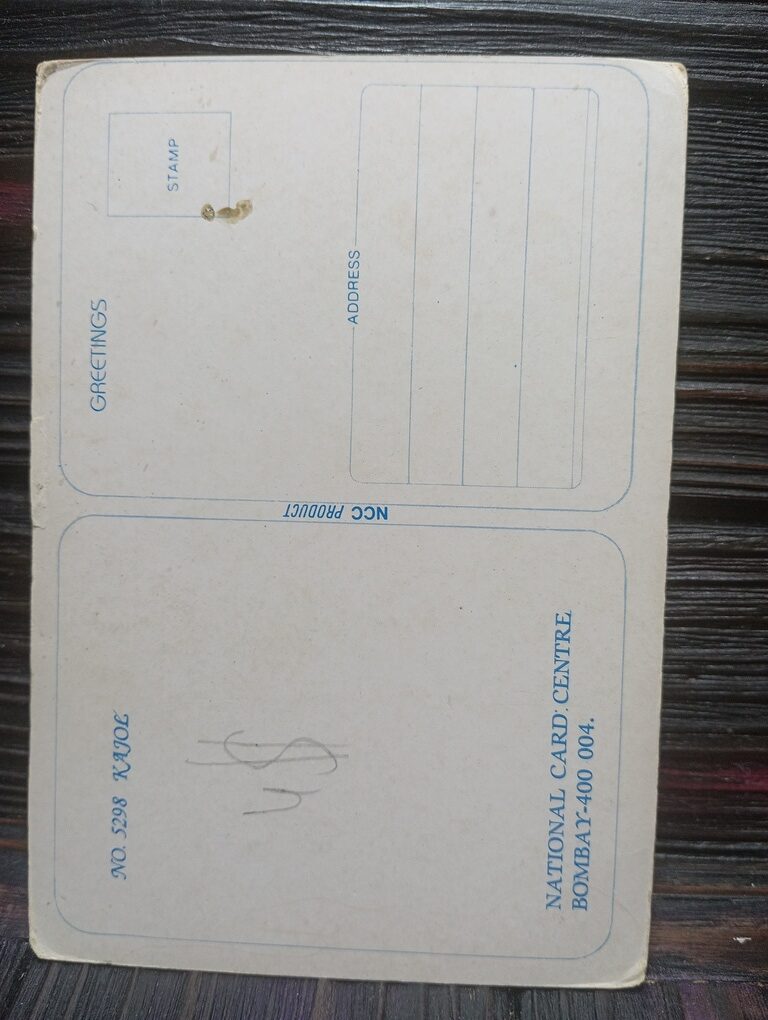 NO. 5298 KAJOL
NATIONAL CARD CENTRE
BOMBAY-400 004.
NCC PRODUCT
GREETINGS
STAMP
ADDRESS